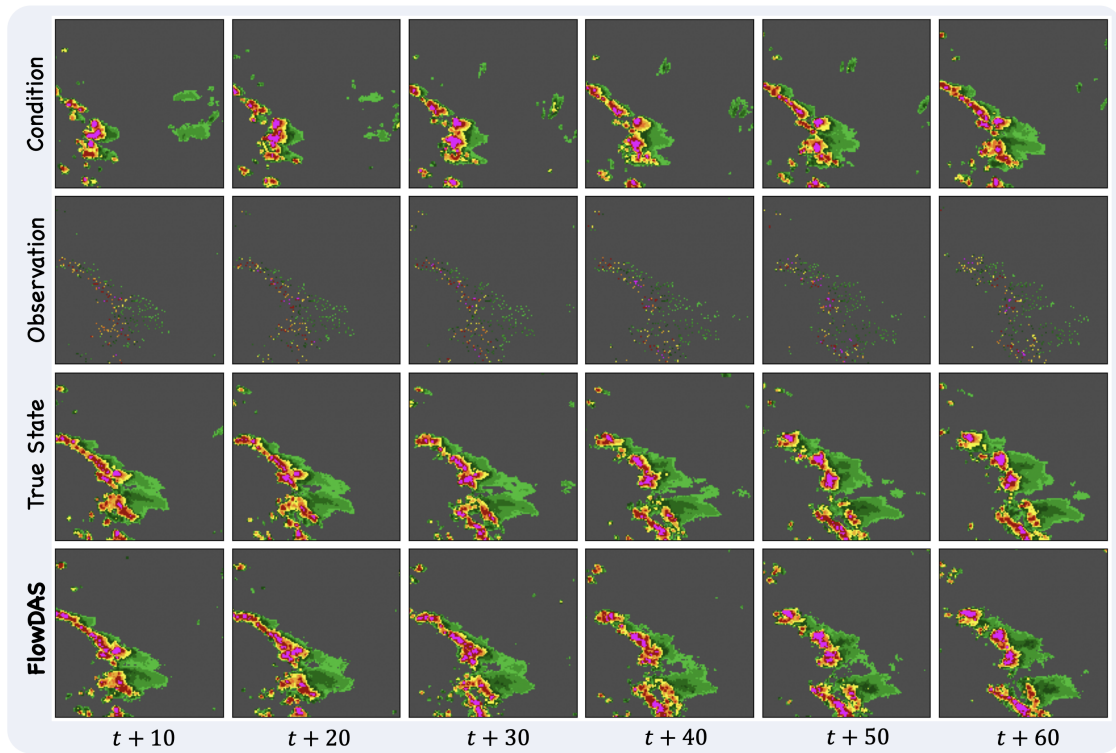 Condition
Observation
True State
FlowDAS
t + 10 t + 20 t + 30 t + 40 t + 50 t + 60